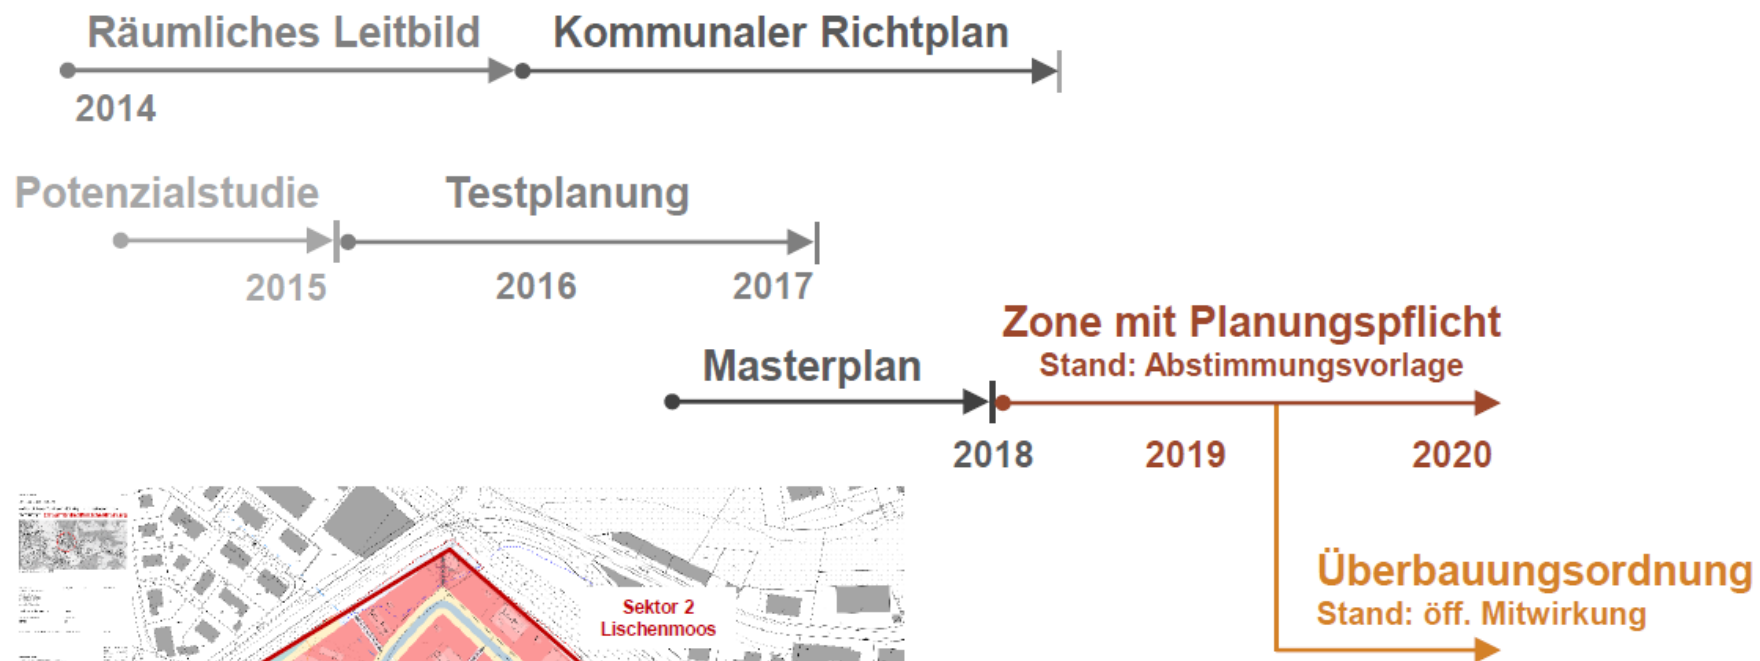 Räumliches Leitbild
Kommunaler Richtplan
2014
Potenzialstudie
Testplanung
2015
2016
2017
Zone mit Planungspflicht
Stand: Abstimmungsvorlage
Masterplan
2018
2019
2020
Überbauungsordnung
Stand: öff. Mitwirkung
Sektor 2
Lischenmoos